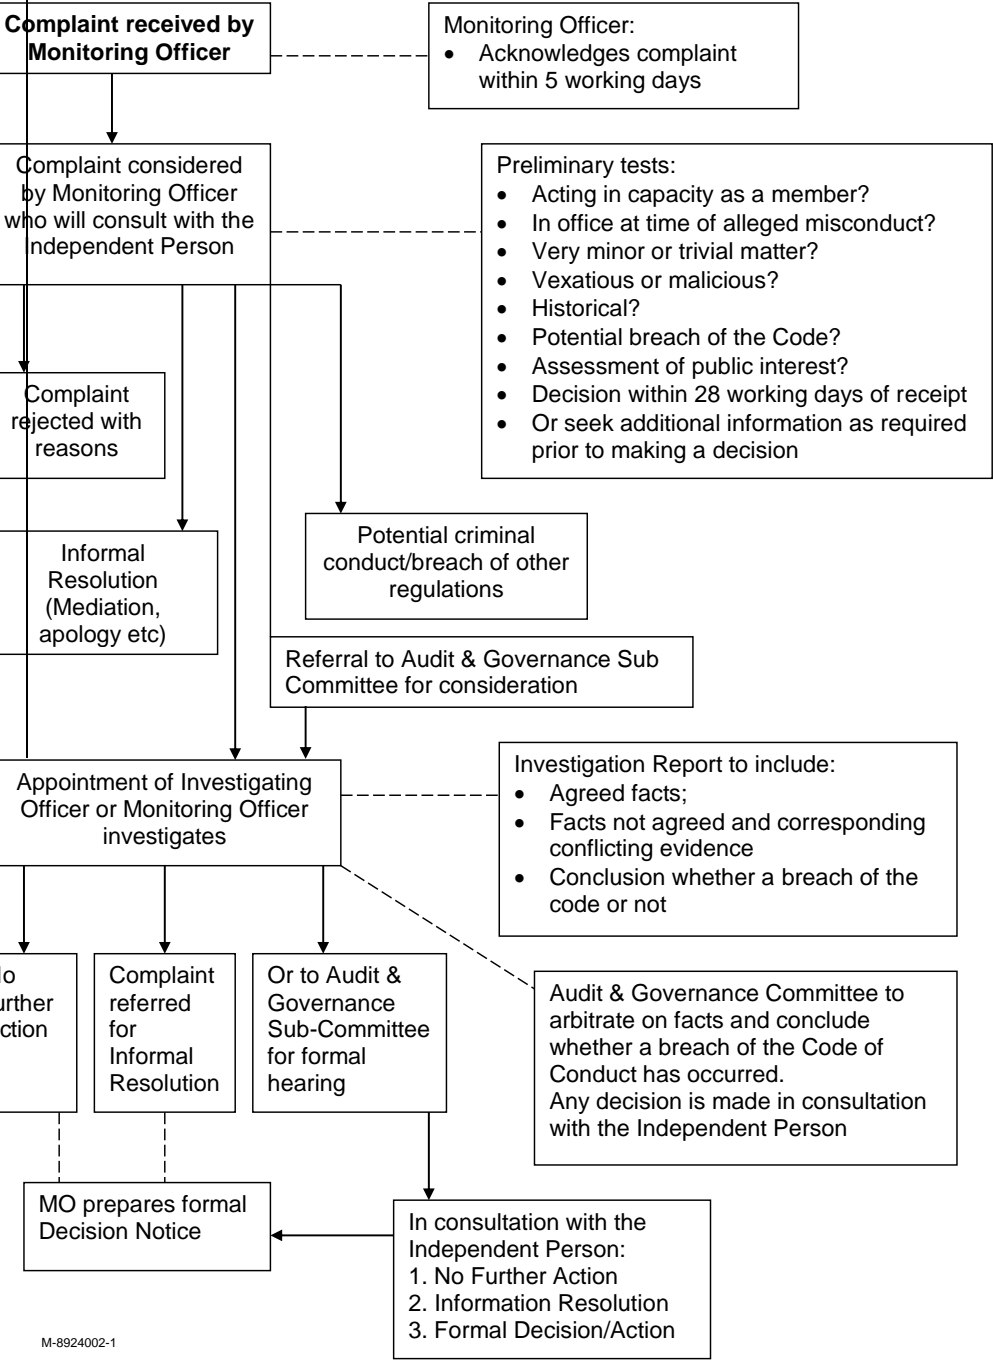 Complaint received by
Monitoring Officer
Monitoring Officer:
• Acknowledges complaint
within 5 working days
Complaint considered
by Monitoring Officer
who will consult with the
Independent Person
Preliminary tests:
• Acting in capacity as a member?
• In office at time of alleged misconduct?
• Very minor or trivial matter?
• Vexatious or malicious?
• Historical?
• Potential breach of the Code?
• Assessment of public interest?
• Decision within 28 working days of receipt
• Or seek additional information as required
prior to making a decision
Complaint
rejected with
reasons
Potential criminal
conduct/breach of other
regulations
Informal
Resolution
(Mediation,
apology etc)
Referral to Audit & Governance Sub
Committee for consideration
Appointment of Investigating
Officer or Monitoring Officer
investigates
Investigation Report to include:
• Agreed facts;
• Facts not agreed and corresponding
conflicting evidence
• Conclusion whether a breach of the
code or not
Complaint
referred
for
Informal
Resolution
Or to Audit &
Governance
Sub-Committee
for formal
hearing
Audit & Governance Committee to
arbitrate on facts and conclude
whether a breach of the Code of
Conduct has occurred.
Any decision is made in consultation
with the Independent Person
MO prepares formal
Decision Notice
In consultation with the
Independent Person:
1. No Further Action
2. Information Resolution
3. Formal Decision/Action
M-8924002-1